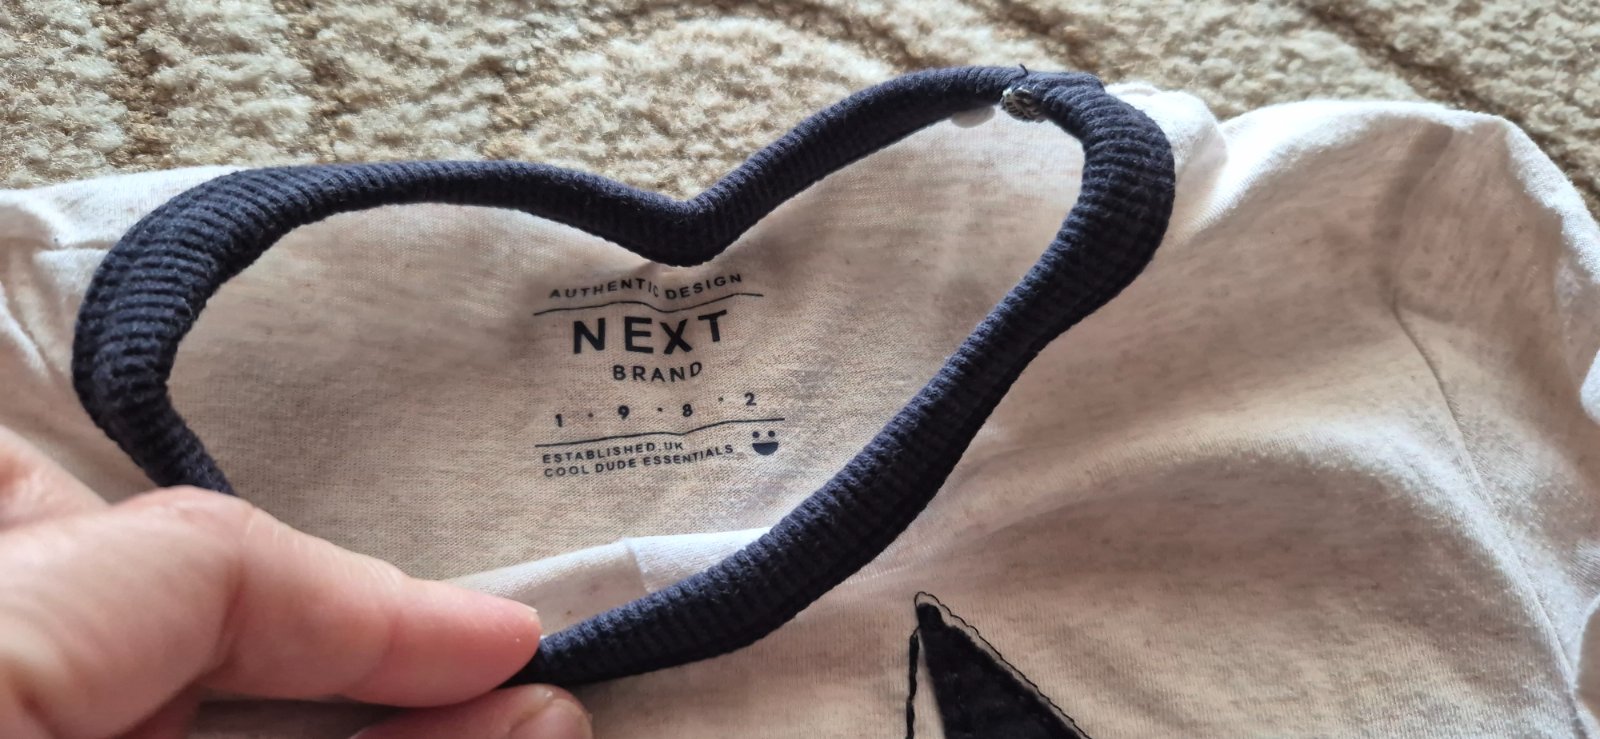 AUTHENTIC DESIGN
NEXT
BRAND
1 · 9 · 8 · 2
ESTABLISHED.UK
COOL DUDE ESSENTIALS